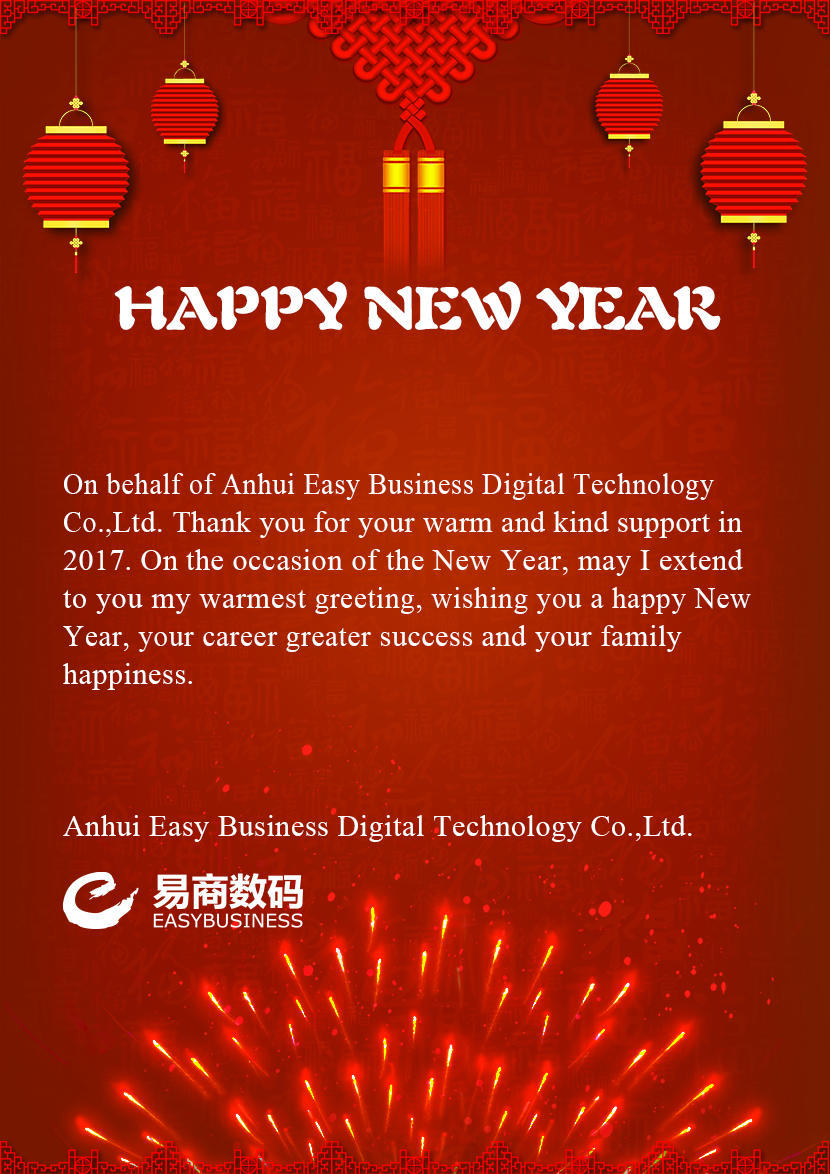 HAPPY NEW YEAR
On behalf of Anhui Easy Business Digital Technology
Co.,Ltd. Thank you for your warm and kind support in
2017. On the occasion of the New Year, may I extend
to you my warmest greeting, wishing you a happy New
Year, your career greater success and your family
happiness.
Anhui Easy Business Digital Technology Co.,Ltd.
易商数码
EASYBUSINESS